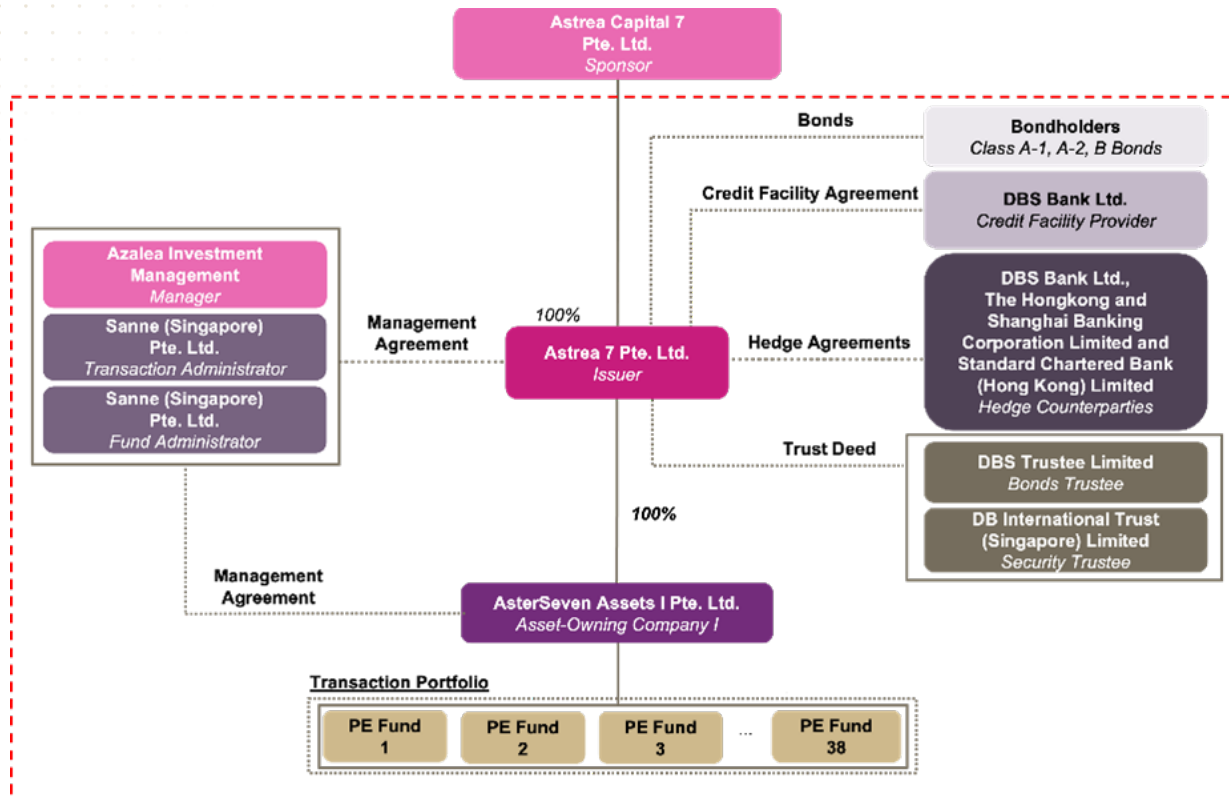 Astrea Capital 7
Pte. Ltd.
Sponsor
Bonds
Bondholders
Class A-1, A-2, B Bonds
Credit Facility Agreement
DBS Bank Ltd.
Credit Facility Provider
Azalea Investment
Management
Manager
Sanne (Singapore)
Pte. Ltd.
Transaction Administrator
Sanne (Singapore)
Pte. Ltd.
Fund Administrator
Management
Agreement
100%
Astrea 7 Pte. Ltd.
Issuer
Hedge Agreements
DBS Bank Ltd.,
The Hongkong and
Shanghai Banking
Corporation Limited and
Standard Chartered Bank
(Hong Kong) Limited
Hedge Counterparties
Trust Deed
DBS Trustee Limited
Bonds Trustee
DB International Trust
(Singapore) Limited
Security Trustee
100%
Management
Agreement
AsterSeven Assets I Pte. Ltd.
Asset-Owning Company I
Transaction Portfolio
PE Fund
1
PE Fund
2
PE Fund
3
...
PE Fund
38